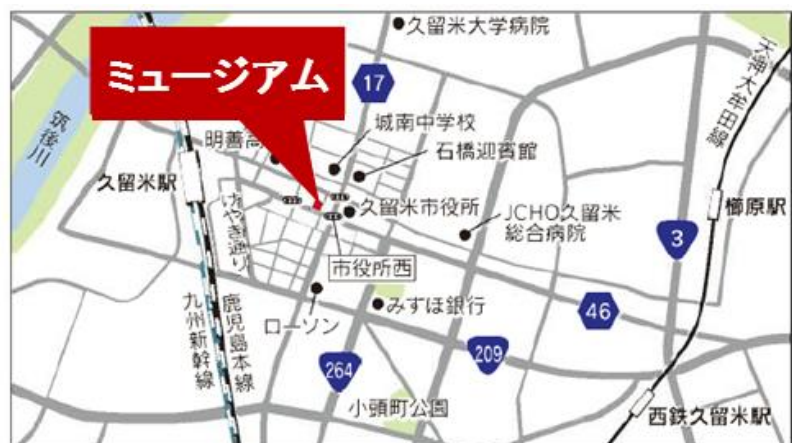 久留米大学病院
ミュージアム
17
天神大牟田線
筑後川
城南中学校
明善高
石橋迎賓館
久留米駅
けやき通り
久留米市役所
JCHO久留米
総合病院
櫛原駅
3
市役所西
九州新幹線
鹿児島本線
ローソン
みずほ銀行
46
209
264
小頭町公園
西鉄久留米駅